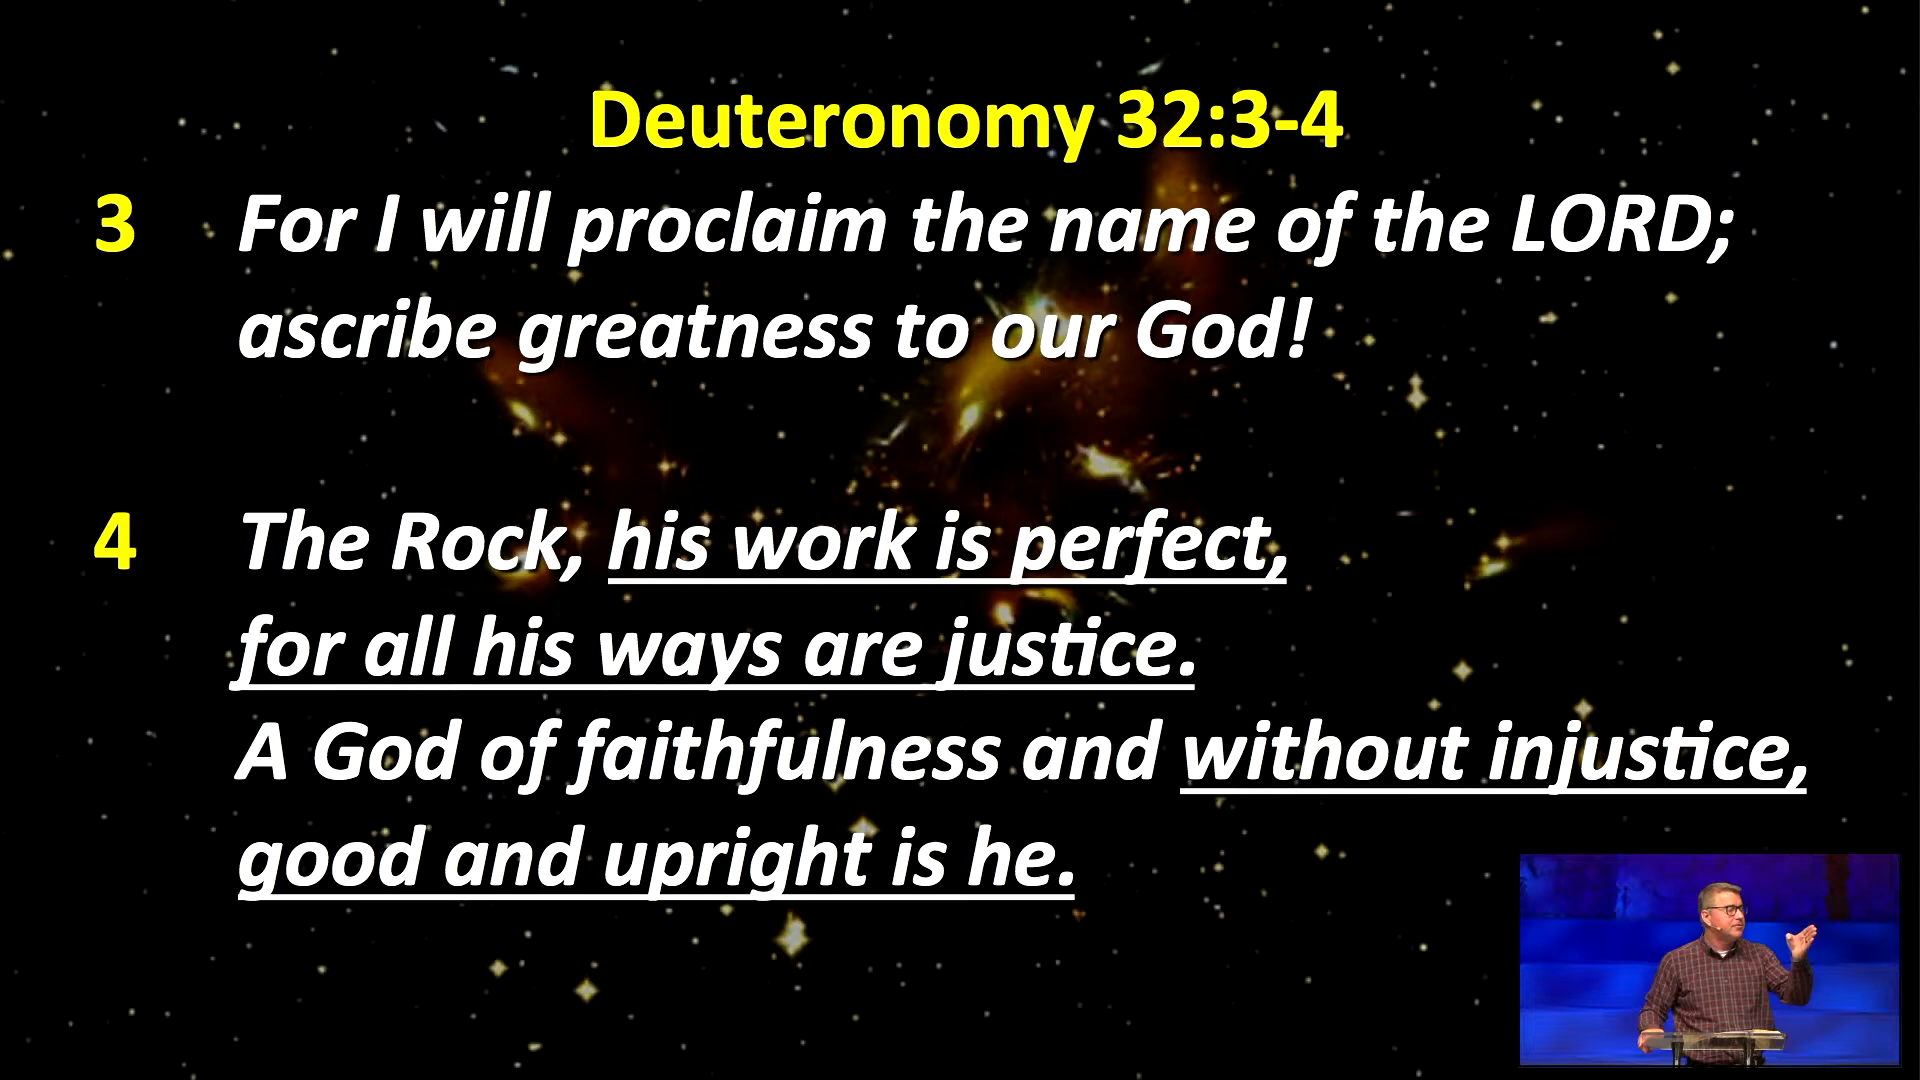 Deuteronomy 32:3-4
3 For I will proclaim the name of the LORD;
ascribe greatness to our God!
4 The Rock, his work is perfect,
for all his ways are justice.
A God of faithfulness and without injustice,
good and upright is he.